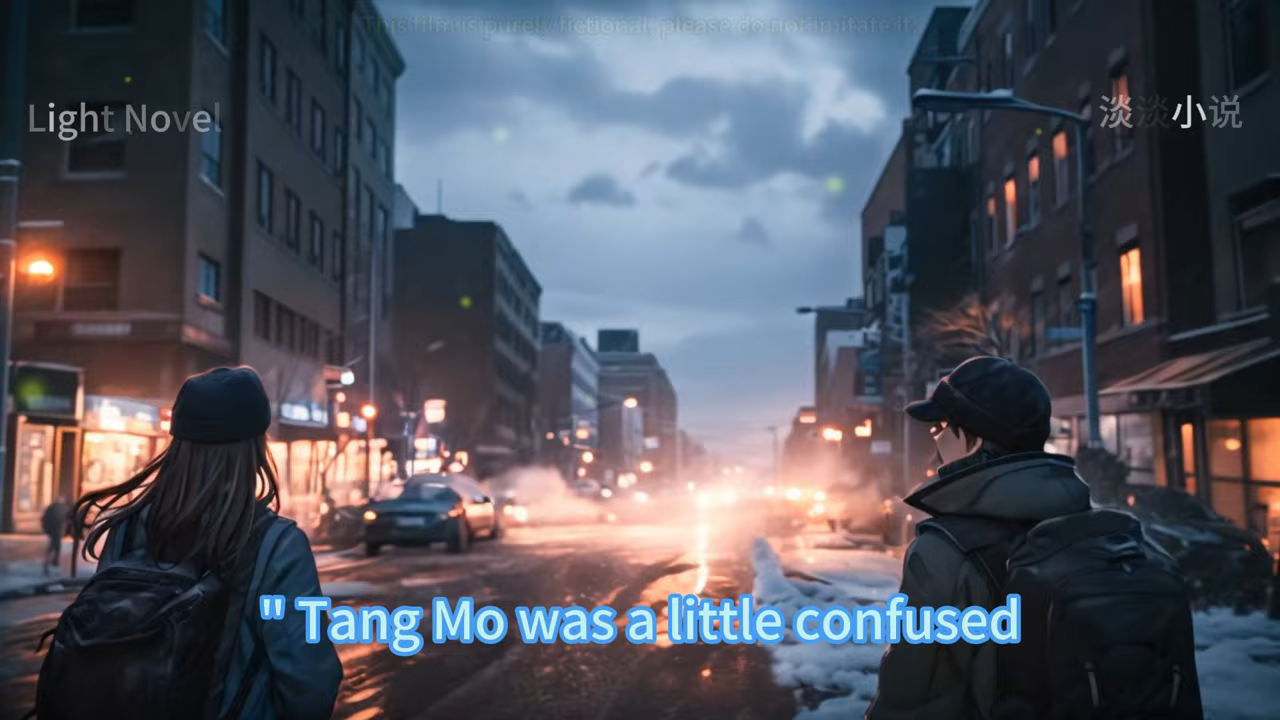 This film is purely fictional, please do not imitate it.
Light Novel
淡淡小说
" Tang Mo was a little confused